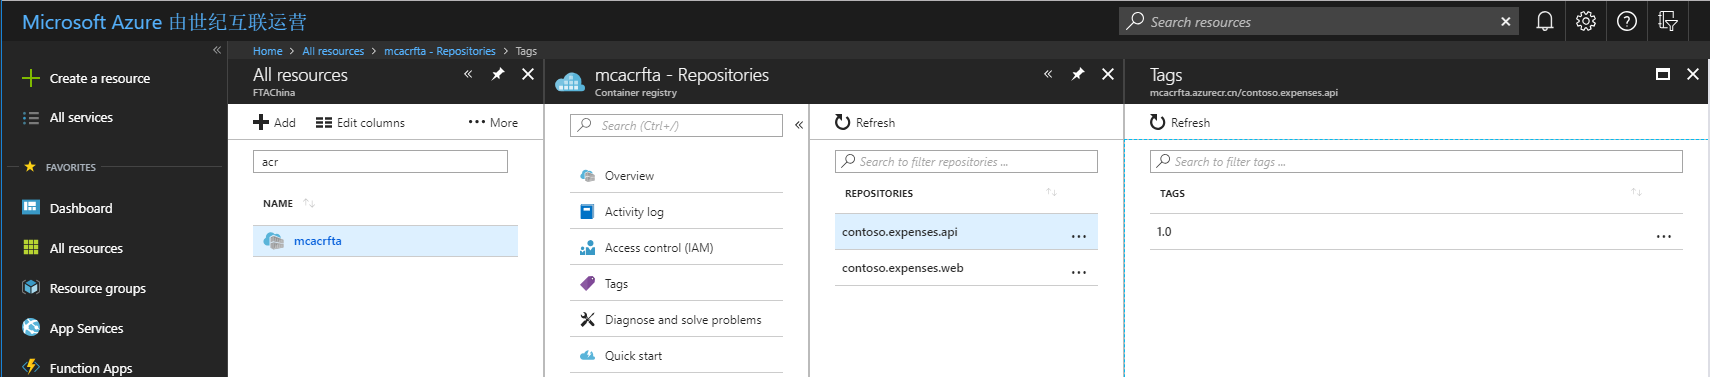 Microsoft Azure 由世纪互联运营
Search resources
Home > All resources > mcacrfta - Repositories > Tags
Create a resource
All services
FAVORITES
Dashboard
All resources
Resource groups
App Services
Function Apps
All resources
FTAChina
Add Edit columns More
acr
NAME
mcacrfta
mcacrfta - Repositories
Container registry
Search (Ctrl+/)
Overview
Activity log
Access control (IAM)
Tags
Diagnose and solve problems
Quick start
Refresh
Search to filter repositories ...
REPOSITORIES
contoso.expenses.api
contoso.expenses.web
Tags
mcacrfta.azurecr.cn/contoso.expenses.api
Refresh
Search to filter tags ...
TAGS
1.0